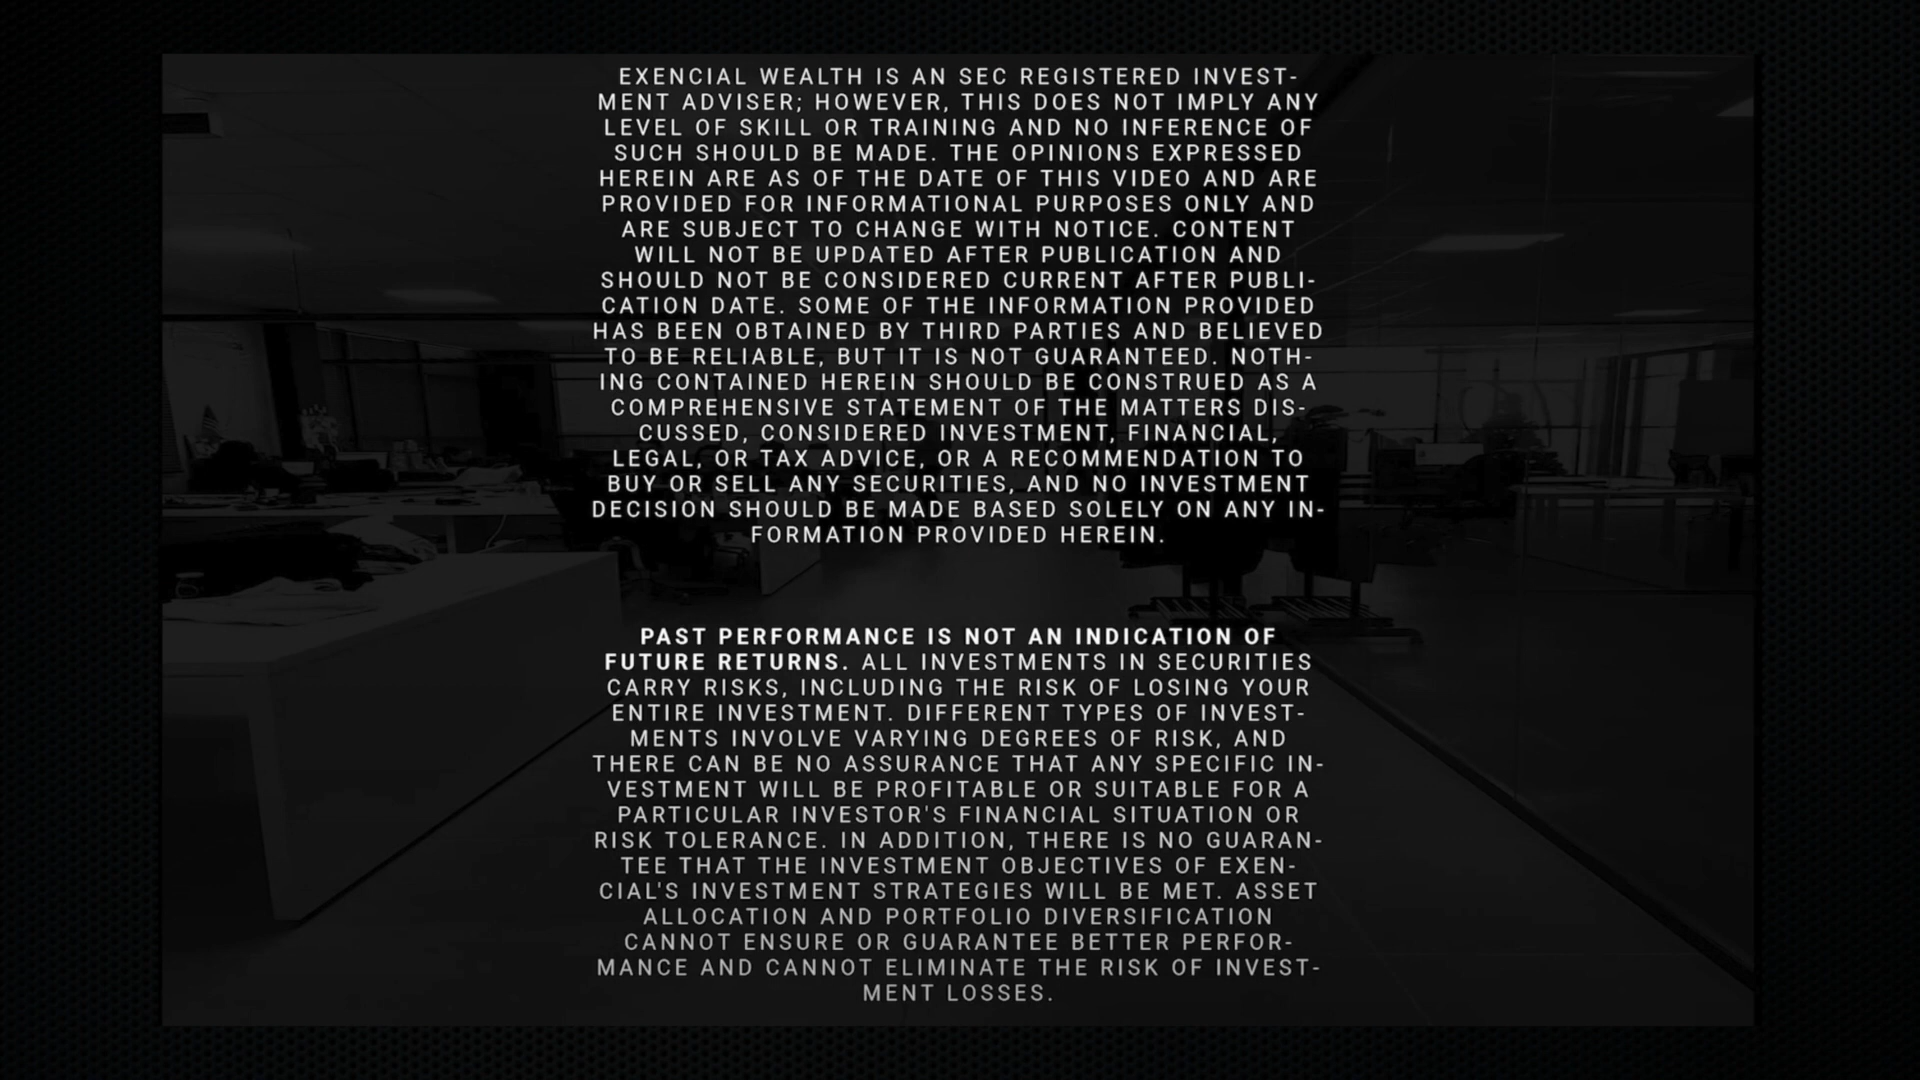 EXENCIAL WEALTH IS AN SEC REGISTERED INVEST-
MENT ADVISER; HOWEVER, THIS DOES NOT IMPLY ANY
LEVEL OF SKILL OR TRAINING AND NO INFERENCE OF
SUCH SHOULD BE MADE. THE OPINIONS EXPRESSED
HEREIN ARE AS OF THE DATE OF THIS VIDEO AND ARE
PROVIDED FOR INFORMATIONAL PURPOSES ONLY AND
ARE SUBJECT TO CHANGE WITH NOTICE. CONTENT
WILL NOT BE UPDATED AFTER PUBLICATION AND
SHOULD NOT BE CONSIDERED CURRENT AFTER PUBLI-
CATION DATE. SOME OF THE INFORMATION PROVIDED
HAS BEEN OBTAINED BY THIRD PARTIES AND BELIEVED
TO BE RELIABLE, BUT IT IS NOT GUARANTEED. NOTH-
ING CONTAINED HEREIN SHOULD BE CONSTRUED AS A
COMPREHENSIVE STATEMENT OF THE MATTERS DIS-
CUSSED, CONSIDERED INVESTMENT, FINANCIAL,
LEGAL, OR TAX ADVICE, OR A RECOMMENDATION TO
BUY OR SELL ANY SECURITIES, AND NO INVESTMENT
DECISION SHOULD BE MADE BASED SOLELY ON ANY IN-
FORMATION PROVIDED HEREIN.
PAST PERFORMANCE IS NOT AN INDICATION OF
FUTURE RETURNS. ALL INVESTMENTS IN SECURITIES
CARRY RISKS, INCLUDING THE RISK OF LOSING YOUR
ENTIRE INVESTMENT. DIFFERENT TYPES OF INVEST-
MENTS INVOLVE VARYING DEGREES OF RISK, AND
THERE CAN BE NO ASSURANCE THAT ANY SPECIFIC IN-
VESTMENT WILL BE PROFITABLE OR SUITABLE FOR A
PARTICULAR INVESTOR'S FINANCIAL SITUATION OR
RISK TOLERANCE. IN ADDITION, THERE IS NO GUARAN-
TEE THAT THE INVESTMENT OBJECTIVES OF EXEN-
CIAL'S INVESTMENT STRATEGIES WILL BE MET. ASSET
ALLOCATION AND PORTFOLIO DIVERSIFICATION
CANNOT ENSURE OR GUARANTEE BETTER PERFOR-
MANCE AND CANNOT ELIMINATE THE RISK OF INVEST-
MENT LOSSES.